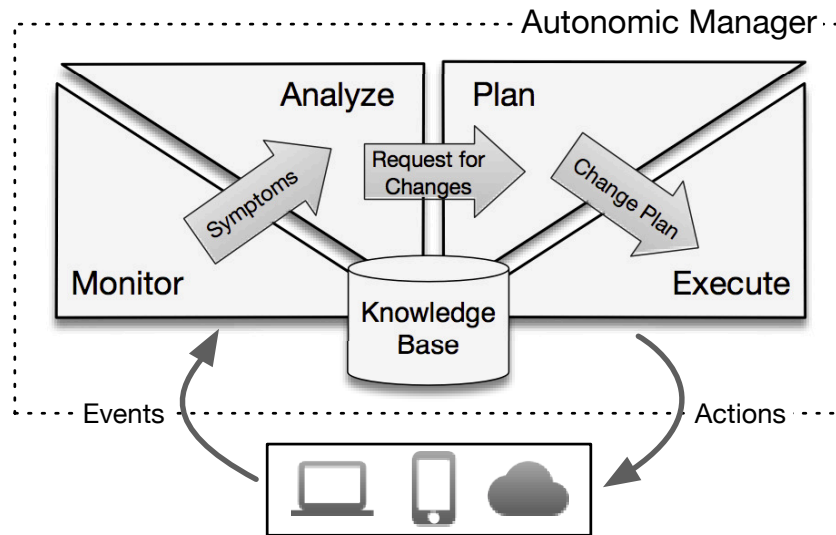 Autonomic Manager
Analyze
Plan
Symptoms
Request for
Changes
Change Plan
Monitor
Execute
Knowledge
Base
Events
Actions